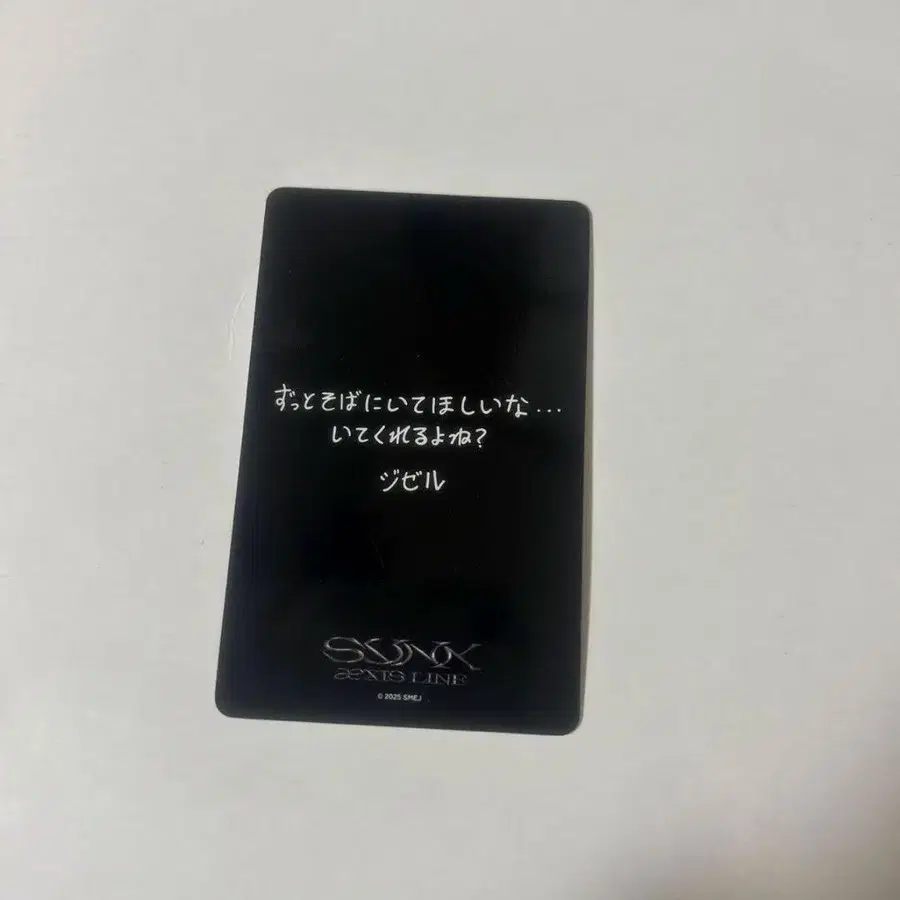 ずっとそばにいてほしいな...
いてくれるよね?
ジゼル
SYNK
æXIS LINE
© 2025 SMEJ